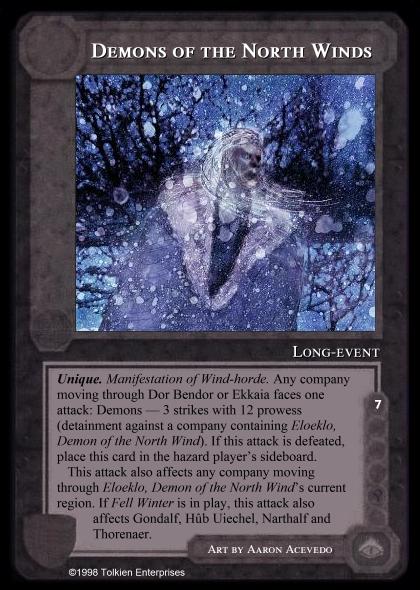 Demons of the North Winds
Long-event
Unique. Manifestation of Wind-horde. Any company
moving through Dor Bendor or Ekkaia faces one
attack: Demons — 3 strikes with 12 prowess
(detainment against a company containing Eloeklo,
Demon of the North Wind). If this attack is defeated,
place this card in the hazard player's sideboard.
This attack also affects any company moving
through Eloeklo, Demon of the North Wind's current
region. If Fell Winter is in play, this attack also
affects Gondalf, Hûb Uiechel, Narthalf and
Thorenaer.
7
Art by Aaron Acevedo
©1998 Tolkien Enterprises